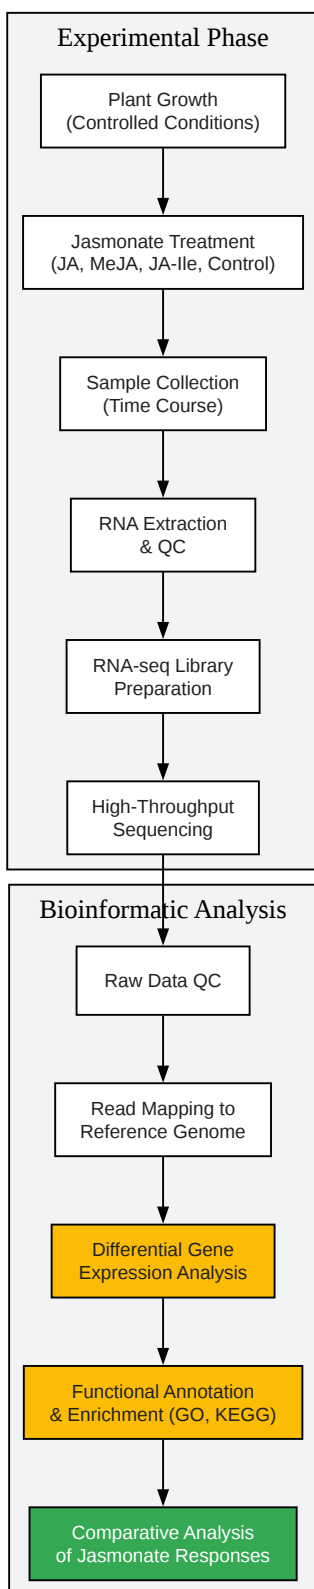 Experimental Phase
Plant Growth
(Controlled Conditions)
Jasmonate Treatment
(JA, MeJA, JA-Ile, Control)
Sample Collection
(Time Course)
RNA Extraction
& QC
RNA-seq Library
Preparation
High-Throughput
Sequencing
Bioinformatic Analysis
Raw Data QC
Read Mapping to
Reference Genome
Differential Gene
Expression Analysis
Functional Annotation
& Enrichment (GO, KEGG)
Comparative Analysis
of Jasmonate Responses